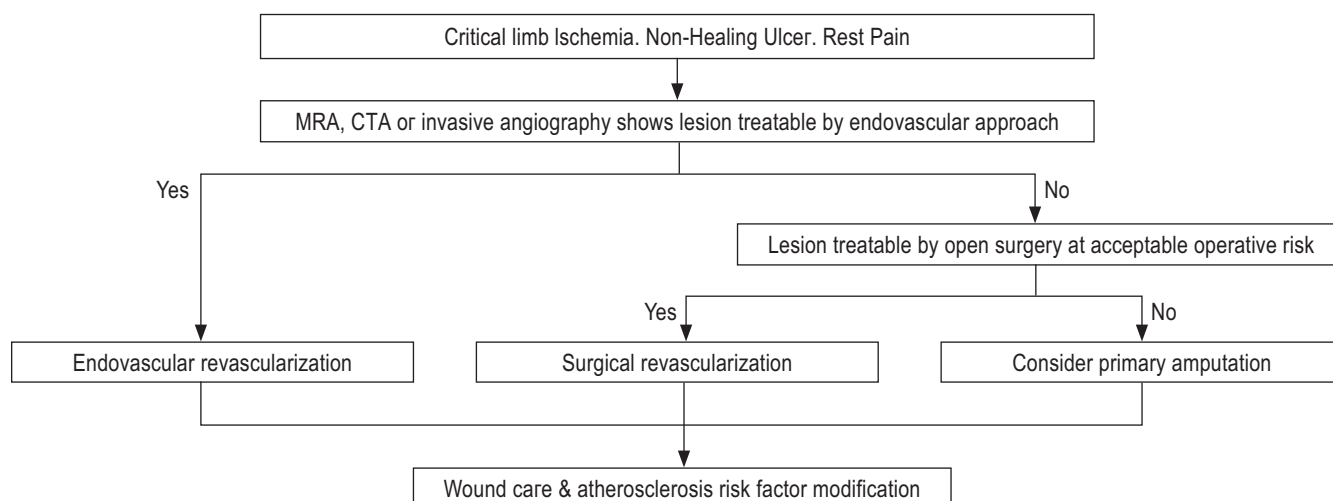 Critical limb Ischemia. Non-Healing Ulcer. Rest Pain
MRA, CTA or invasive angiography shows lesion treatable by endovascular approach
Yes
No
Lesion treatable by open surgery at acceptable operative risk
Yes
No
Endovascular revascularization
Surgical revascularization
Consider primary amputation
Wound care & atherosclerosis risk factor modification